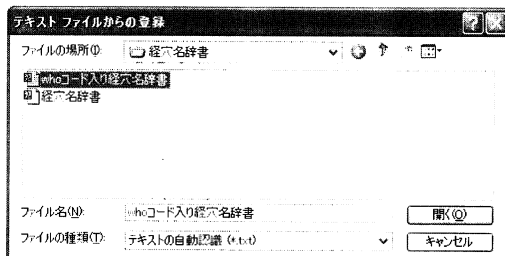 テキスト ファイルからの登録
ファイルの場所(I): 経穴名辞書
whoコード入り経穴名辞書
経穴名辞書
ファイル名(N): whoコード入り経穴名辞書 開く(O)
ファイルの種類(T): テキストの自動認識 (*.txt) キャンセル